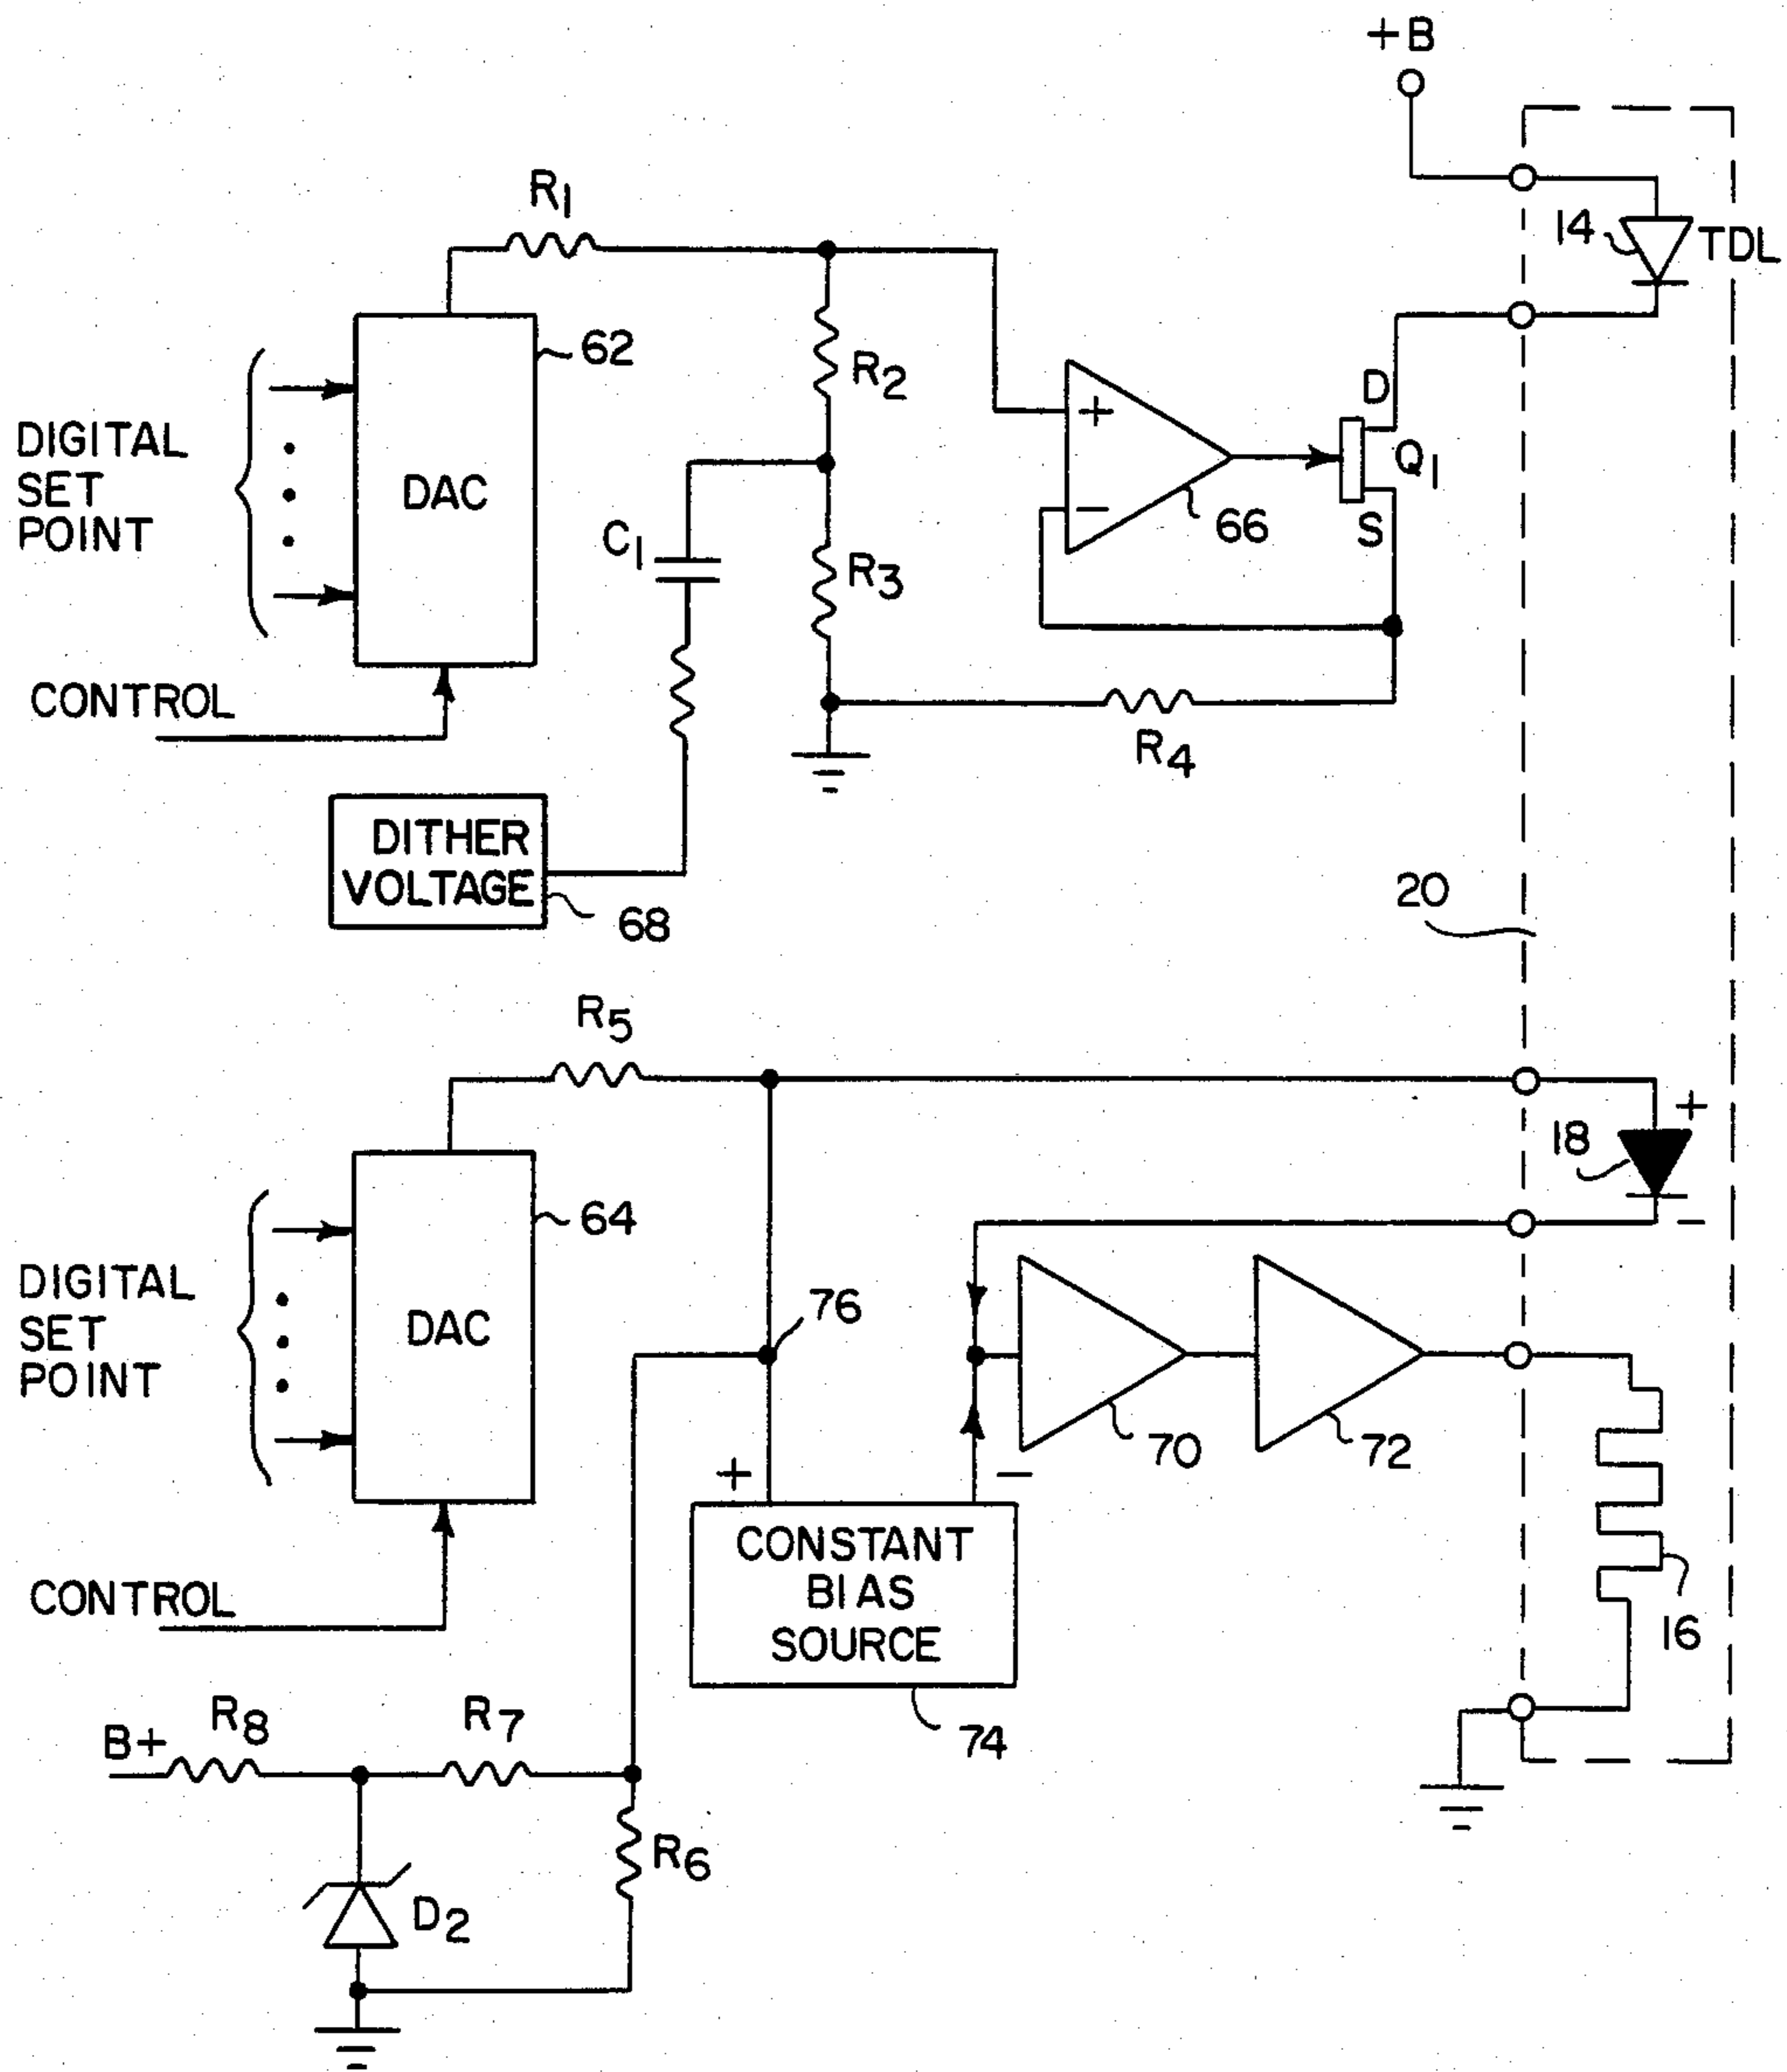 +B
R1
14
TDL
62
R2
D
DIGITAL
SET
POINT
DAC
+
Q1
−
66
S
C1
R3
CONTROL
R4
DITHER
VOLTAGE
68
20
R5
+
18
−
64
DIGITAL
SET
POINT
DAC
76
70
72
+
−
CONSTANT
BIAS
SOURCE
CONTROL
16
74
B+
R8
R7
R6
D2